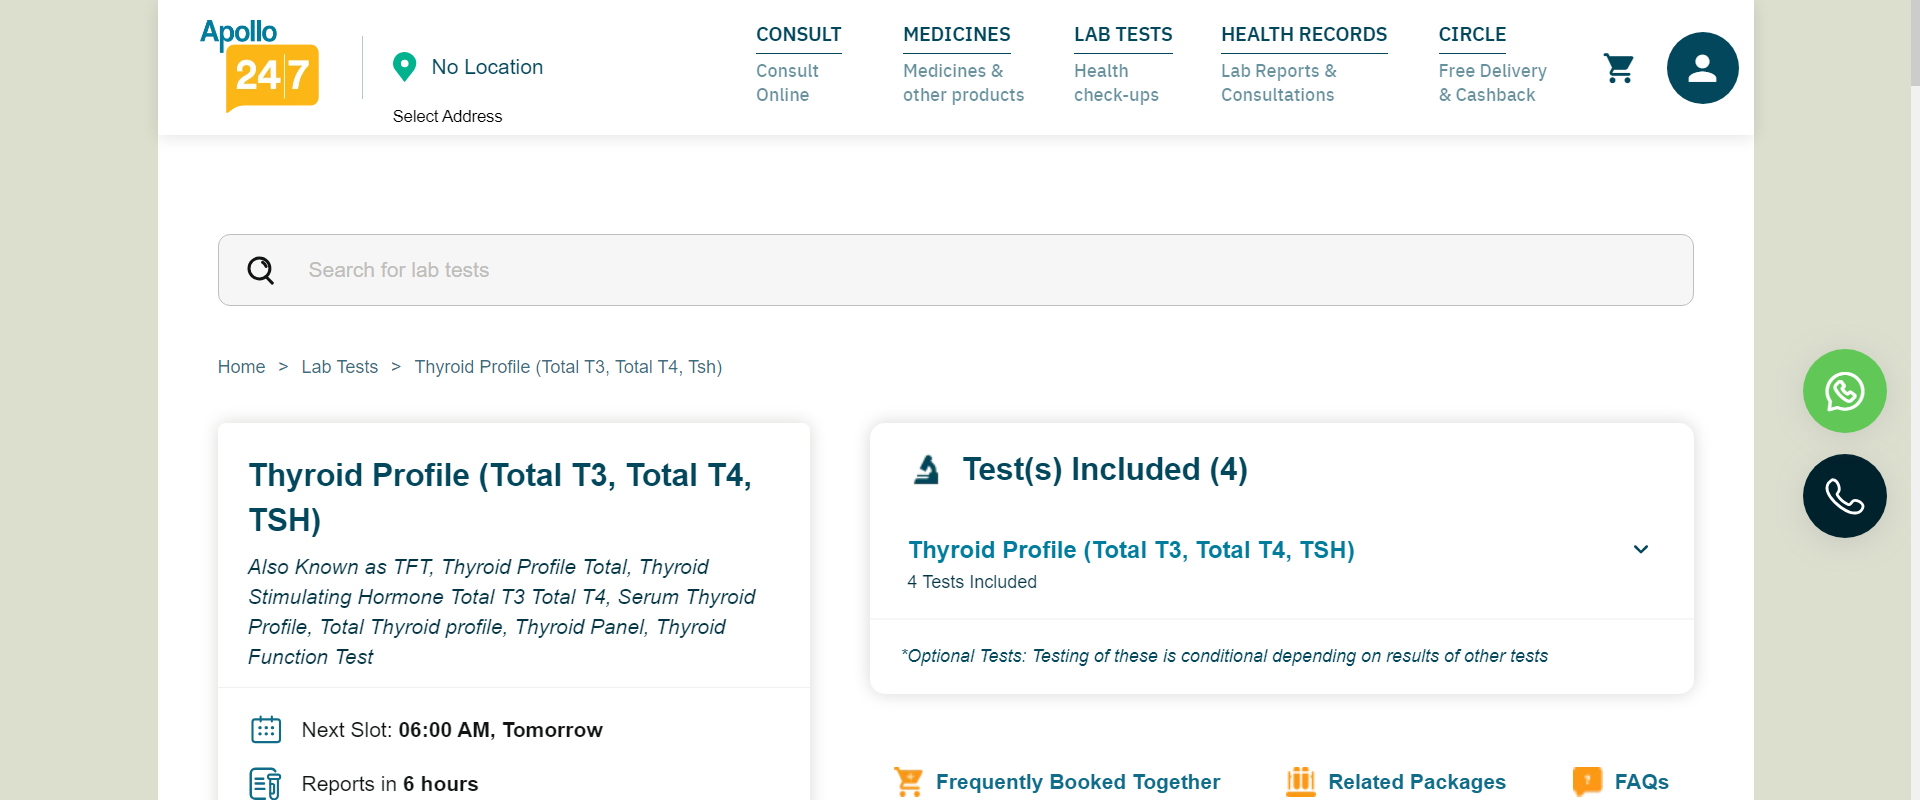 Apollo
24|7
No Location
Select Address
CONSULT
Consult
Online
MEDICINES
Medicines &
other products
LAB TESTS
Health
check-ups
HEALTH RECORDS
Lab Reports &
Consultations
CIRCLE
Free Delivery
& Cashback
Search for lab tests
Home > Lab Tests > Thyroid Profile (Total T3, Total T4, Tsh)
Thyroid Profile (Total T3, Total T4,
TSH)
Also Known as TFT, Thyroid Profile Total, Thyroid
Stimulating Hormone Total T3 Total T4, Serum Thyroid
Profile, Total Thyroid profile, Thyroid Panel, Thyroid
Function Test
Next Slot: 06:00 AM, Tomorrow
Reports in 6 hours
Test(s) Included (4)
Thyroid Profile (Total T3, Total T4, TSH)
4 Tests Included
*Optional Tests: Testing of these is conditional depending on results of other tests
Frequently Booked Together
Related Packages
FAQs